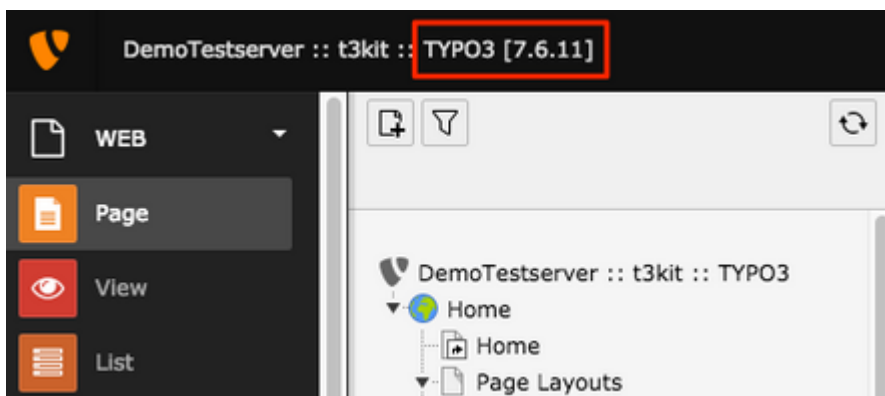 DemoTestserver :: t3kit :: TYPO3 [7.6.11]
WEB
Page
View
List
DemoTestserver :: t3kit :: TYPO3
Home
Home
Page Layouts